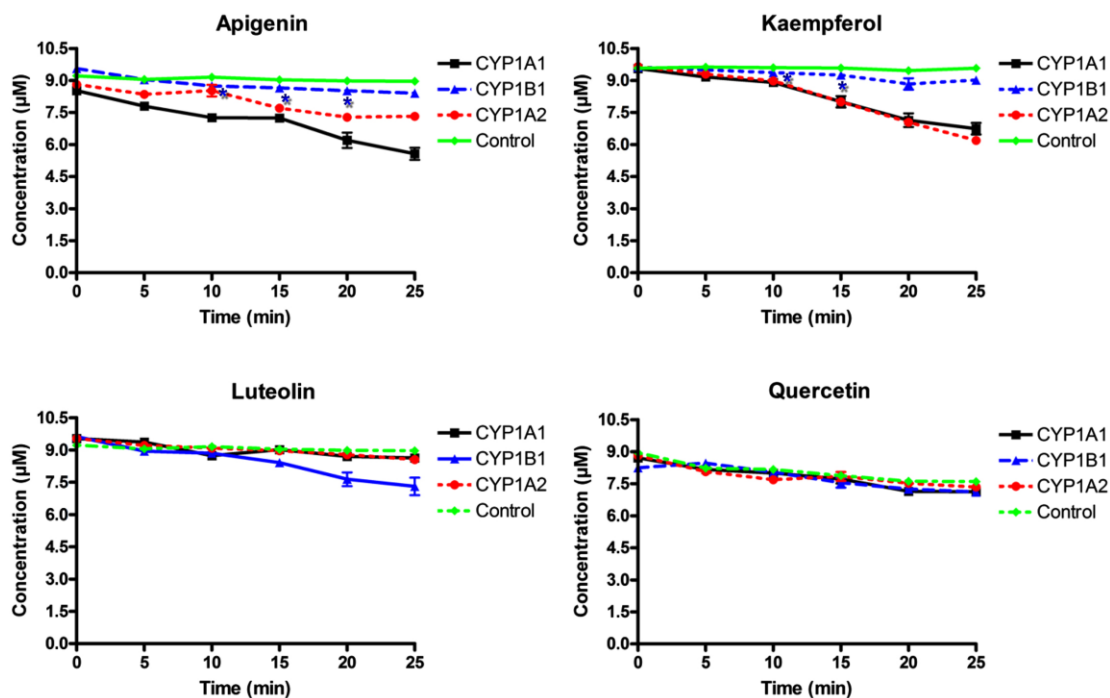 Apigenin
10.5
9.0
7.5
6.0
4.5
3.0
1.5
0.0
Concentration (µM)
0 5 10 15 20 25
Time (min)
* * *
CYP1A1
CYP1B1
CYP1A2
Control
Kaempferol
10.5
9.0
7.5
6.0
4.5
3.0
1.5
0.0
Concentration (µM)
0 5 10 15 20 25
Time (min)
* *
CYP1A1
CYP1B1
CYP1A2
Control
Luteolin
10.5
9.0
7.5
6.0
4.5
3.0
1.5
0.0
Concentration (µM)
0 5 10 15 20 25
Time (min)
CYP1A1
CYP1B1
CYP1A2
Control
Quercetin
10.5
9.0
7.5
6.0
4.5
3.0
1.5
0.0
Concentration (µM)
0 5 10 15 20 25
Time (min)
CYP1A1
CYP1B1
CYP1A2
Control